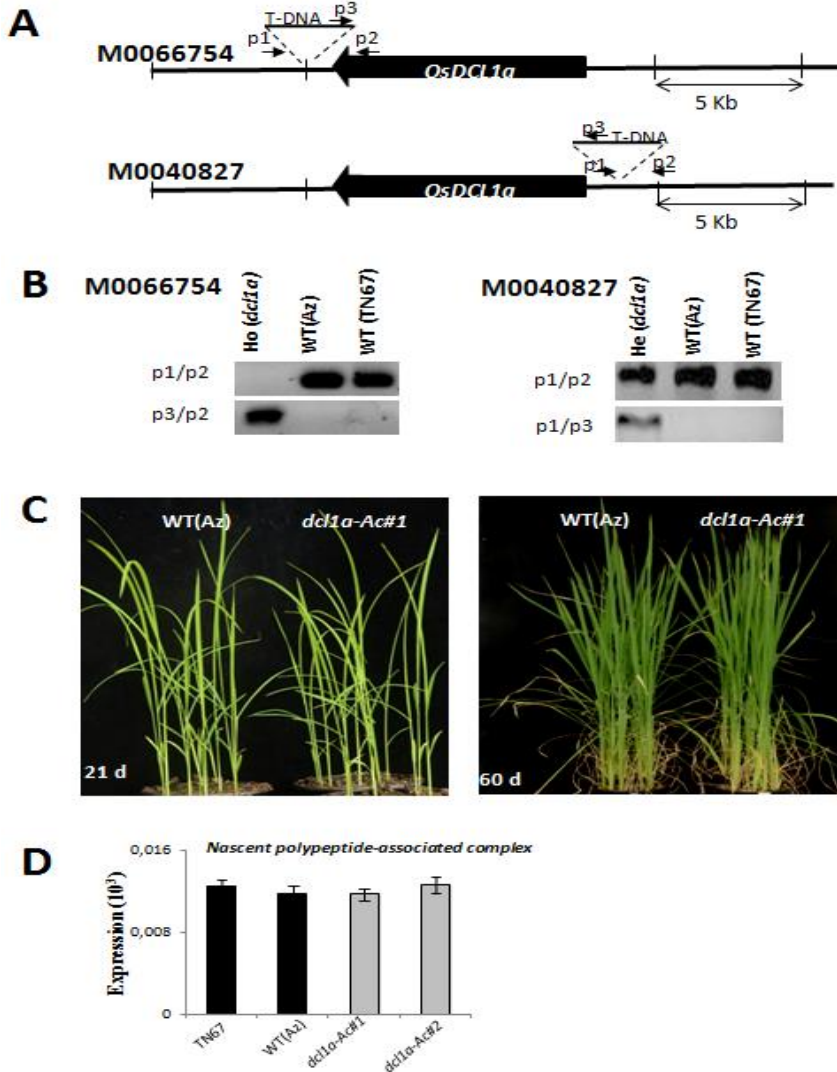 A
T-DNA
p3
M0066754
p1
p2
OsDCL1a
5 Kb
p3
T-DNA
M0040827
p1
p2
OsDCL1a
5 Kb
B
M0066754
Ho (dcl1a)
WT(Az)
WT (TN67)
p1/p2
p3/p2
M0040827
He (dcl1a)
WT(Az)
WT (TN67)
p1/p2
p1/p3
C
WT(Az)
dcl1a-Ac#1
21 d
WT(Az)
dcl1a-Ac#1
60 d
D
Nascent polypeptide-associated complex
Expression (10³)
0,016
0,008
0
TN67
WT(Az)
dcl1a-Ac#1
dcl1a-Ac#2